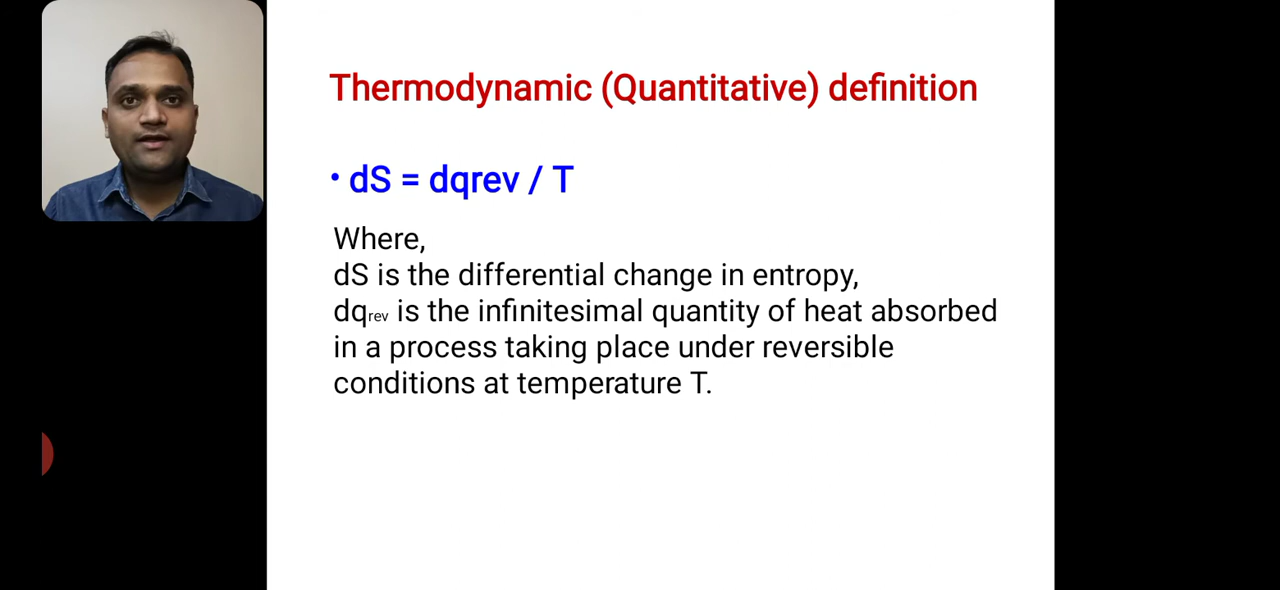 Thermodynamic (Quantitative) definition
• dS = dqrev / T
Where,
dS is the differential change in entropy,
dqrev is the infinitesimal quantity of heat absorbed
in a process taking place under reversible
conditions at temperature T.